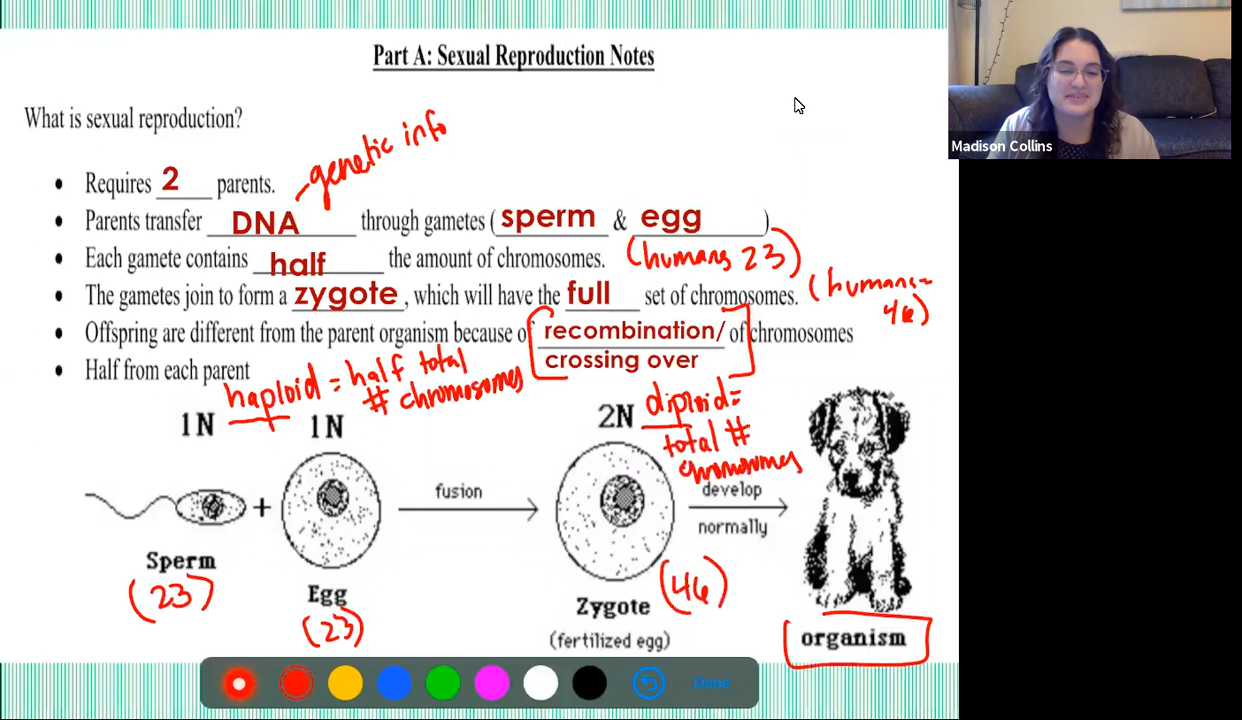 Part A: Sexual Reproduction Notes
Madison Collins
What is sexual reproduction?
-genetic info
• Requires 2 parents.
• Parents transfer DNA through gametes (sperm & egg)
• Each gamete contains half the amount of chromosomes. (humans 23)
• The gametes join to form a zygote, which will have the full set of chromosomes. (humans=
46)
• Offspring are different from the parent organism because of recombination/ of chromosomes
crossing over
• Half from each parent
haploid = half total
# chromosomes
diploid=
total #
chromosomes
1N 1N 2N
fusion
develop
normally
+
Sperm
(23)
Egg
(23)
Zygote
(46)
(fertilized egg)
organism
Done